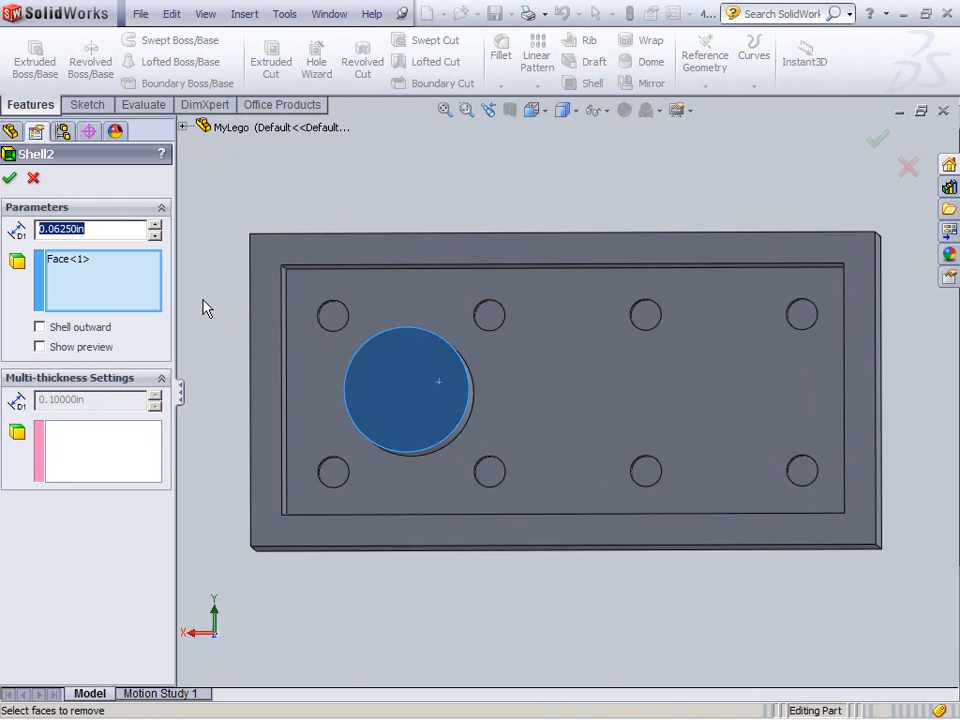 SolidWorks File Edit View Insert Tools Window Help 4... Search SolidWorks
Extruded Boss/Base
Revolved Boss/Base
Swept Boss/Base
Lofted Boss/Base
Boundary Boss/Base
Extruded Cut
Hole Wizard
Revolved Cut
Swept Cut
Lofted Cut
Boundary Cut
Fillet
Linear Pattern
Rib
Draft
Shell
Wrap
Dome
Mirror
Reference Geometry
Curves
Instant3D
Features Sketch Evaluate DimXpert Office Products
MyLego (Default<<Default...
Shell2 ?
Parameters
D1 0.06250in
Face<1>
Shell outward
Show preview
Multi-thickness Settings
D1 0.10000in
Y
X
Z
Model Motion Study 1
Select faces to remove Editing Part